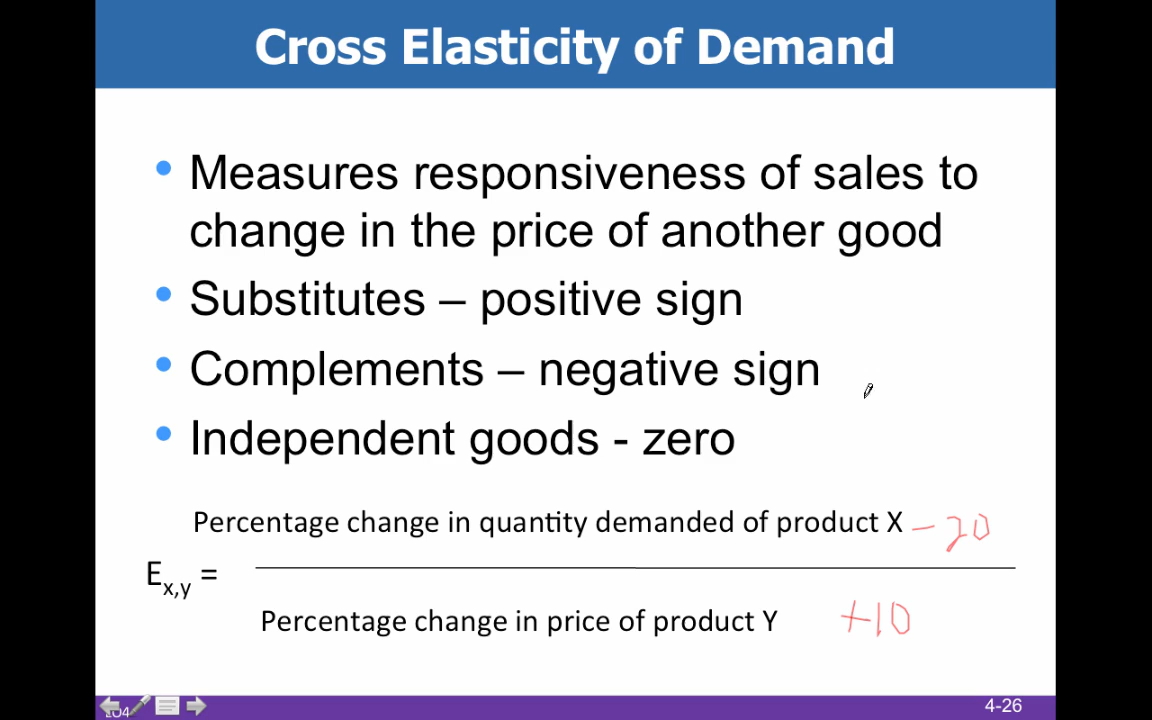 Cross Elasticity of Demand
• Measures responsiveness of sales to
change in the price of another good
• Substitutes – positive sign
• Complements – negative sign
• Independent goods - zero
Percentage change in quantity demanded of product X -20
Ex,y =
Percentage change in price of product Y +10
LO4
4-26